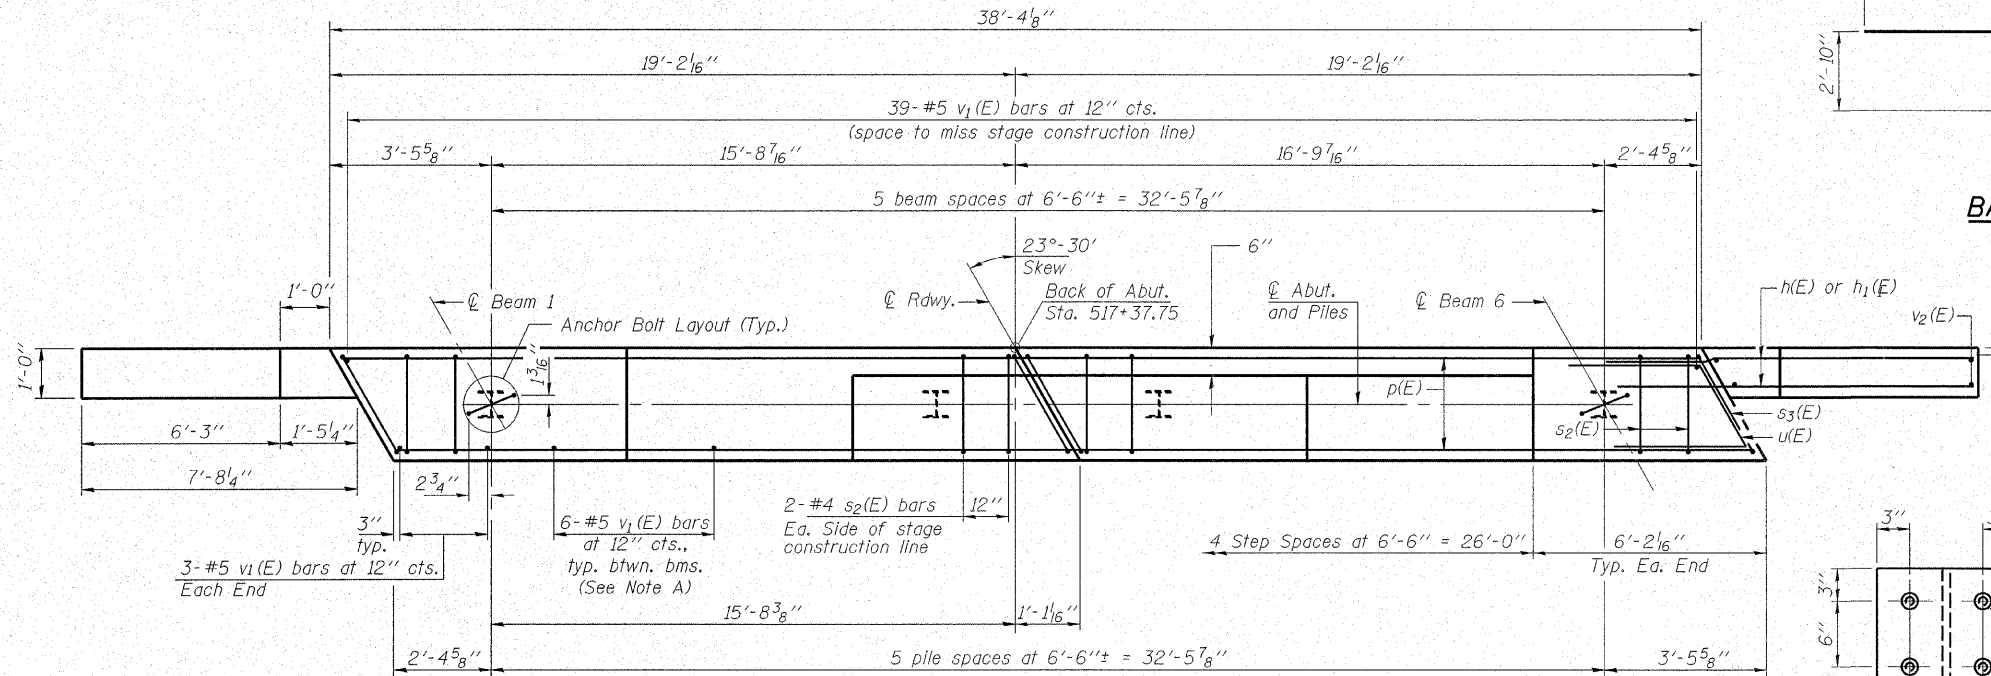 38'-4 1/8"
19'-2 1/16"
19'-2 1/16"
2'-10"
39-#5 v1(E) bars at 12" cts.
(space to miss stage construction line)
3'-5 5/8"
15'-8 7/16"
16'-9 7/16"
2'-4 5/8"
5 beam spaces at 6'-6"± = 32'-5 7/8"
BA
23°-30'
Skew
6"
1'-0"
℄ Beam 1
Anchor Bolt Layout (Typ.)
℄ Rdwy.
Back of Abut.
Sta. 517+37.75
℄ Abut.
and Piles
℄ Beam 6
h(E) or h1(E)
v2(E)
1'-0"
1 3/16"
p(E)
s2(E)
s3(E)
u(E)
6'-3"
1'-5 1/4"
7'-8 1/4"
2 3/4"
3"
typ.
3-#5 v1(E) bars at 12" cts.
Each End
6-#5 v1(E) bars
at 12" cts.,
typ. btwn. bms.
(See Note A)
2-#4 s2(E) bars
Ea. Side of stage
construction line
12"
4 Step Spaces at 6'-6" = 26'-0"
6'-2 1/16"
Typ. Ea. End
3"
3"
6"
15'-8 3/8"
1'-1 1/16"
2'-4 5/8"
5 pile spaces at 6'-6"± = 32'-5 7/8"
3'-5 5/8"